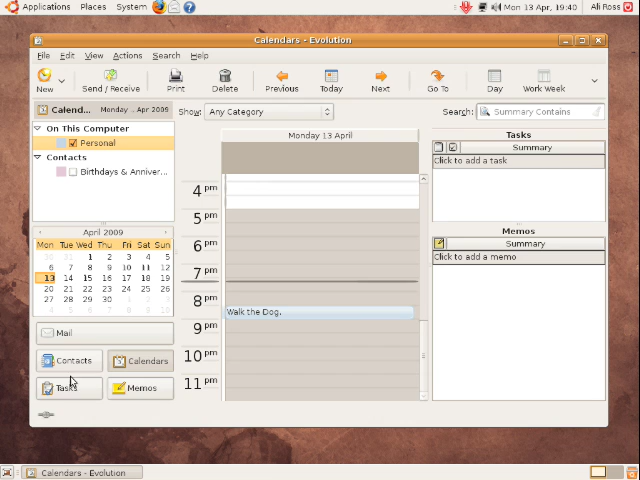 Applications Places System Mon 13 Apr, 19:40 Ali Ross
Calendars - Evolution
File Edit View Actions Search Help
New Send / Receive Print Delete Previous Today Next Go To Day Work Week
Calend... Monday ... Apr 2009 Show: Any Category Search: Summary Contains
On This Computer
Personal
Contacts
Birthdays & Anniver...
April 2009
Mon Tue Wed Thu Fri Sat Sun
30 31 1 2 3 4 5
6 7 8 9 10 11 12
13 14 15 16 17 18 19
20 21 22 23 24 25 26
27 28 29 30 1 2 3
4 5 6 7 8 9 10
Mail
Contacts Calendars
Tasks Memos
Monday 13 April
4 pm
5 pm
6 pm
7 pm
8 pm
Walk the Dog.
9 pm
10 pm
11 pm
Tasks
Summary
Click to add a task
Memos
Summary
Click to add a memo
Calendars - Evolution